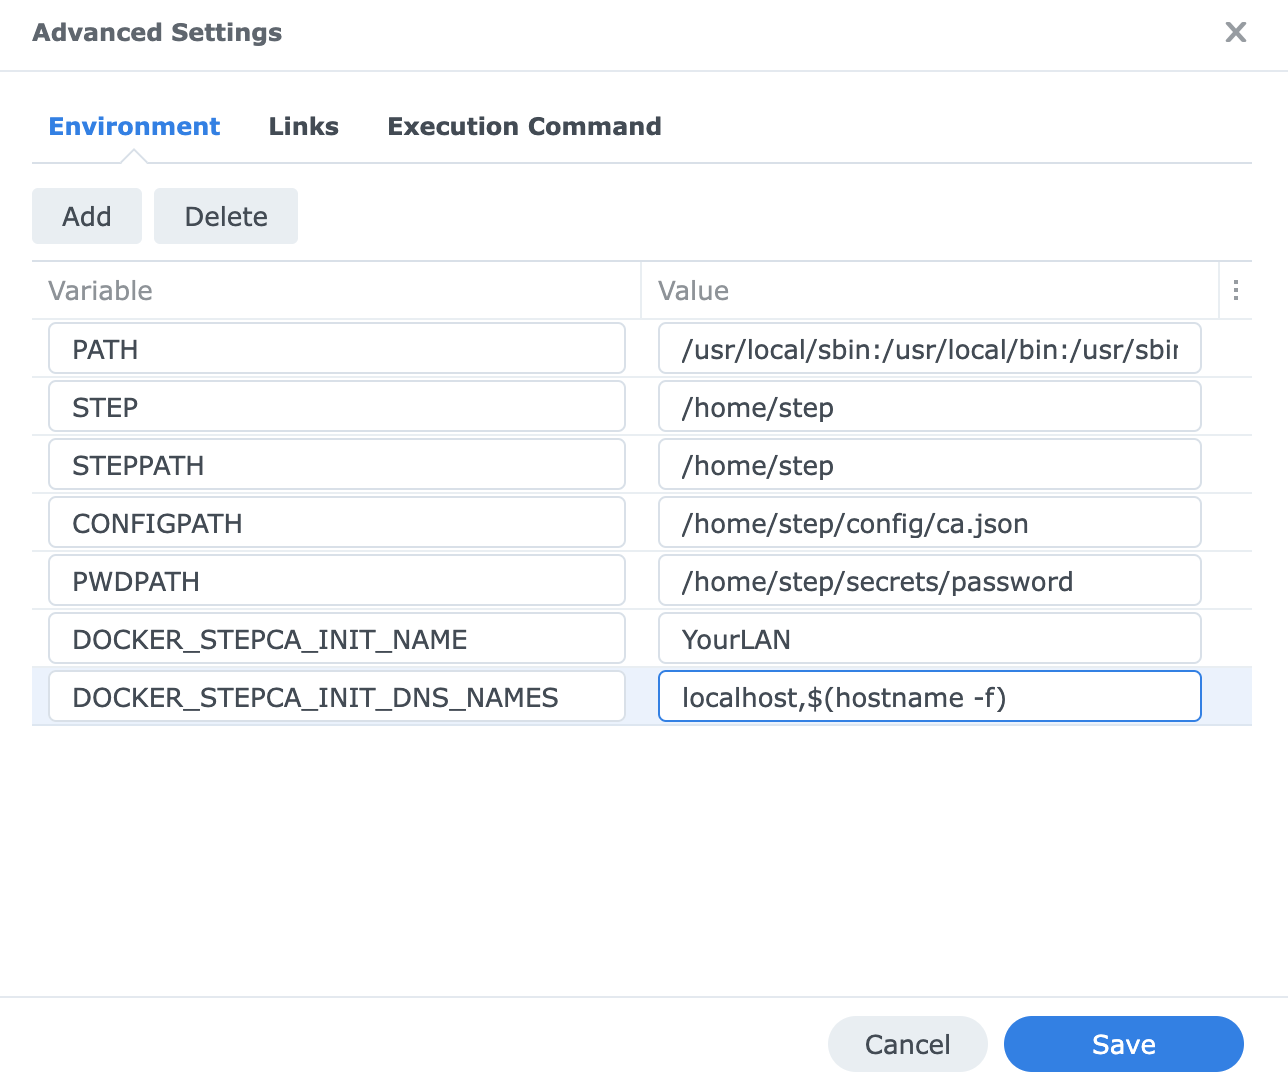 Advanced Settings
Environment Links Execution Command
Add Delete
Variable Value
PATH /usr/local/sbin:/usr/local/bin:/usr/sbin
STEP /home/step
STEPPATH /home/step
CONFIGPATH /home/step/config/ca.json
PWDPATH /home/step/secrets/password
DOCKER_STEPCA_INIT_NAME YourLAN
DOCKER_STEPCA_INIT_DNS_NAMES localhost,$(hostname -f)
Cancel Save